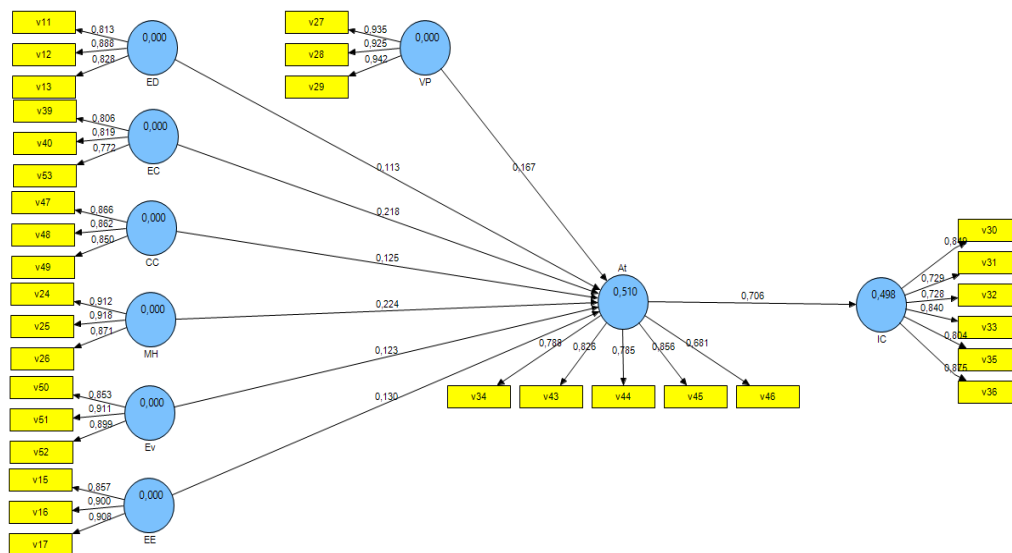 v11
0,813
v12
0,888
v13
0,828
0,000
ED
v27
0,935
v28
0,925
v29
0,942
0,000
VP
v39
0,806
v40
0,819
v53
0,772
0,000
EC
v47
0,866
v48
0,862
v49
0,850
0,000
CC
v24
0,912
v25
0,918
v26
0,871
0,000
MH
v50
0,853
v51
0,911
v52
0,899
0,000
Ev
v15
0,857
v16
0,900
v17
0,908
0,000
EE
0,113
0,167
0,218
0,125
0,224
0,123
0,130
At
0,510
0,706
0,788
0,826
0,785
0,856
0,681
v34
v43
v44
v45
v46
0,498
IC
0,849
v30
0,729
v31
0,728
v32
0,840
v33
0,804
v35
0,875
v36